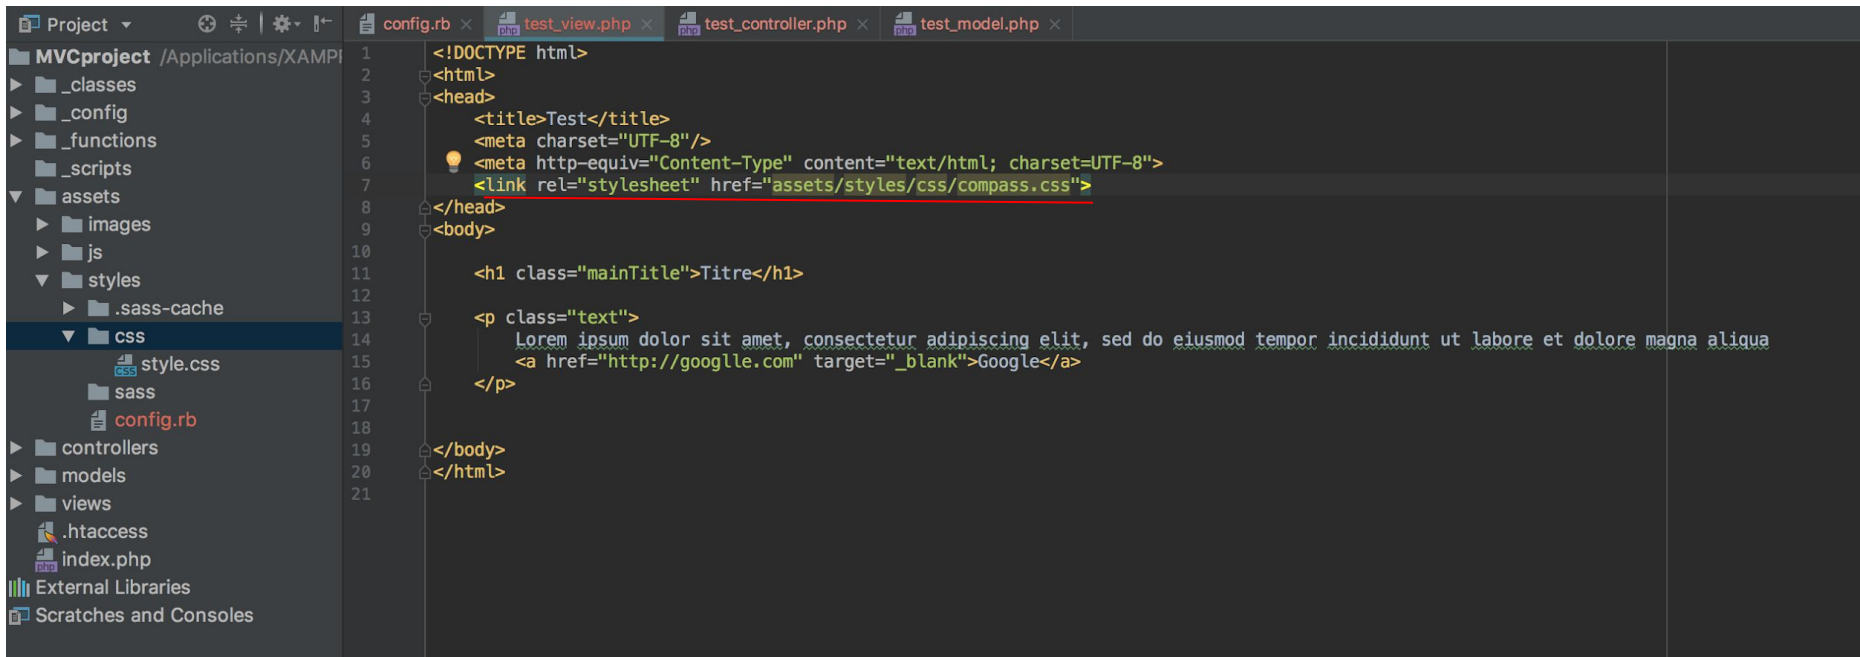 Project
config.rb
test_view.php
test_controller.php
test_model.php
MVCproject /Applications/XAMP
_classes
_config
_functions
_scripts
assets
images
js
styles
.sass-cache
css
style.css
sass
config.rb
controllers
models
views
.htaccess
index.php
External Libraries
Scratches and Consoles
1 <!DOCTYPE html>
2 <html>
3 <head>
4 <title>Test</title>
5 <meta charset="UTF-8"/>
6 <meta http-equiv="Content-Type" content="text/html; charset=UTF-8">
7 <link rel="stylesheet" href="assets/styles/css/compass.css">
8 </head>
9 <body>
10
11 <h1 class="mainTitle">Titre</h1>
12
13 <p class="text">
14 Lorem ipsum dolor sit amet, consectetur adipiscing elit, sed do eiusmod tempor incididunt ut labore et dolore magna aliqua
15 <a href="http://googlle.com" target="_blank">Google</a>
16 </p>
17
18
19 </body>
20 </html>
21